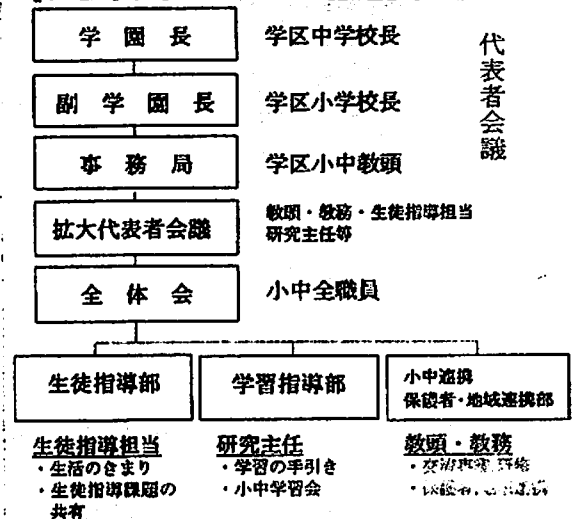 学園長 学区中学校長
代表者会議
副学園長 学区小学校長
事務局 学区小中教頭
拡大代表者会議 教頭・教務・生徒指導担当
研究主任等
全体会 小中全職員
生徒指導部 学習指導部 小中連携
保護者・地域連携部
生徒指導担当 研究主任 教頭・教務
・生活のきまり ・学習の手引き
・生徒指導課題の ・小中学習会
共有